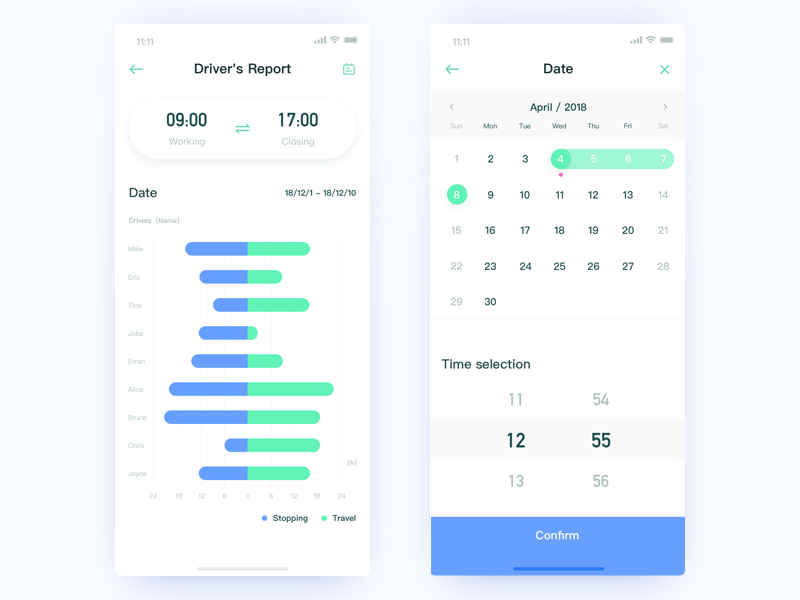 11:11
Driver's Report
09:00 17:00
Working Closing
Date 18/12/1 – 18/12/10
Drivers (Name)
Mike
Eric
Tina
Jobs
Erran
Alice
Bruce
Chris
(h)
Joyce
24 18 12 6 0 6 12 18 24
Stopping Travel
11:11
Date
April / 2018
Sun Mon Tue Wed Thu Fri Sat
1 2 3 4 5 6 7
8 9 10 11 12 13 14
15 16 17 18 19 20 21
22 23 24 25 26 27 28
29 30
Time selection
11 54
12 55
13 56
Confirm